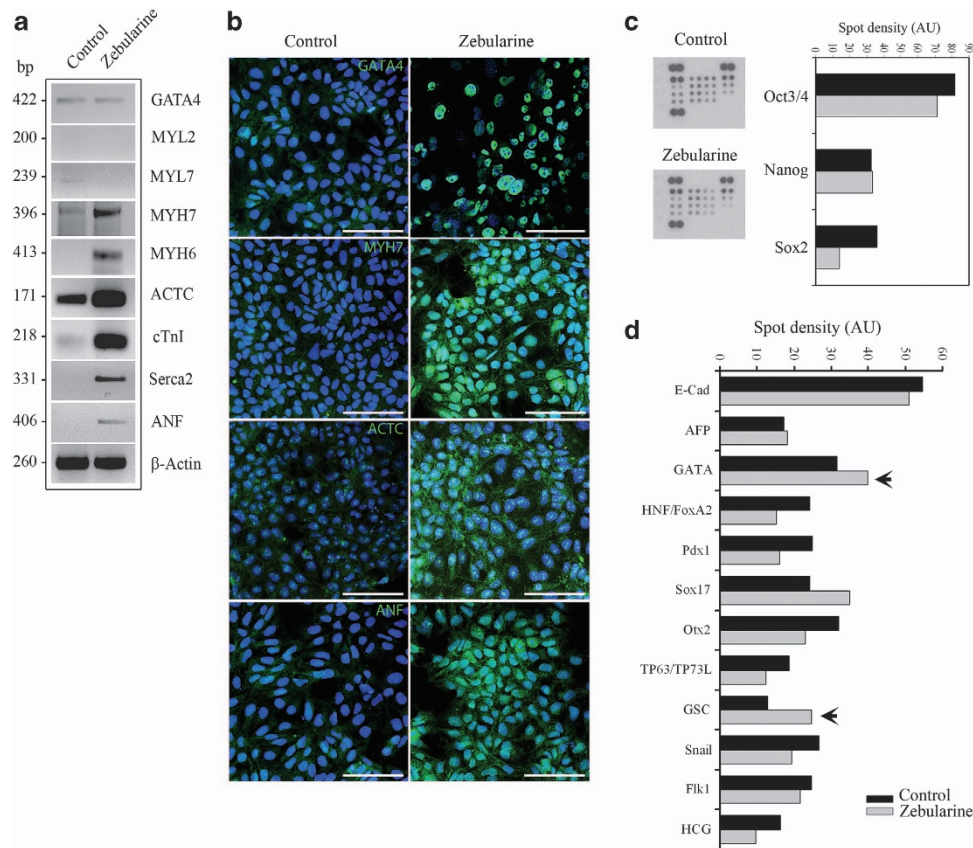 a
Control Zebularine
bp
422 GATA4
200 MYL2
239 MYL7
396 MYH7
413 MYH6
171 ACTC
218 cTnI
331 Serca2
406 ANF
260 β-Actin
b
Control Zebularine
GATA4
MYH7
ACTC
ANF
c
Control
Zebularine
Spot density (AU)
0 10 20 30 40 50 60 70 80 90
Oct3/4
Nanog
Sox2
d
Spot density (AU)
0 10 20 30 40 50 60
E-Cad
AFP
GATA
HNF/FoxA2
Pdx1
Sox17
Otx2
TP63/TP73L
GSC
Snail
Flk1
HCG
Control
Zebularine